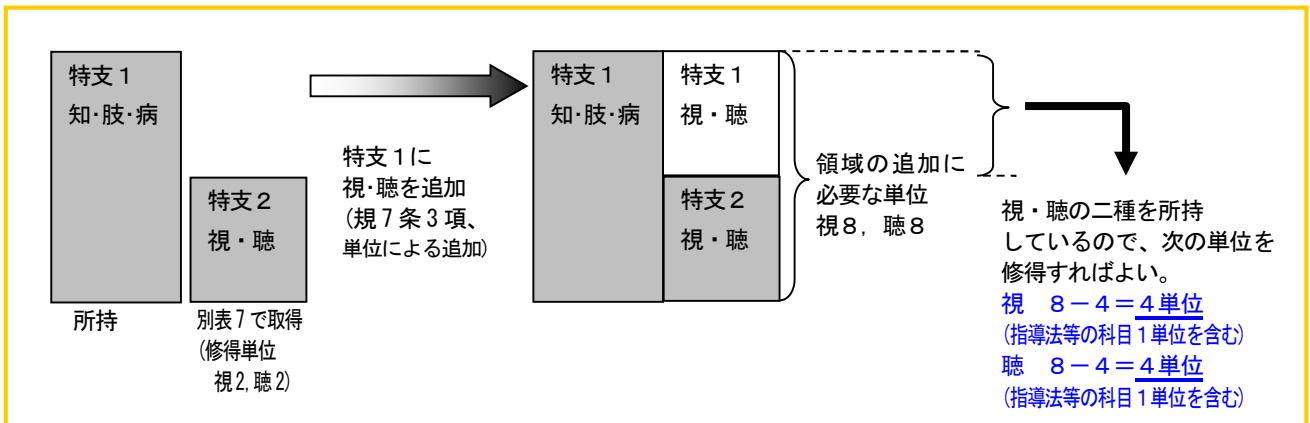 特支1
知・肢・病
所持
特支2
視・聴
別表7で取得
(修得単位
視2, 聴2)
特支1に
視・聴を追加
(規7条3項、
単位による追加)
特支1
知・肢・病
特支1
視・聴
特支2
視・聴
領域の追加に
必要な単位
視8，聴8
視・聴の二種を所持
しているので、次の単位を
修得すればよい。
視　8－4＝4単位
(指導法等の科目1単位を含む)
聴　8－4＝4単位
(指導法等の科目1単位を含む)